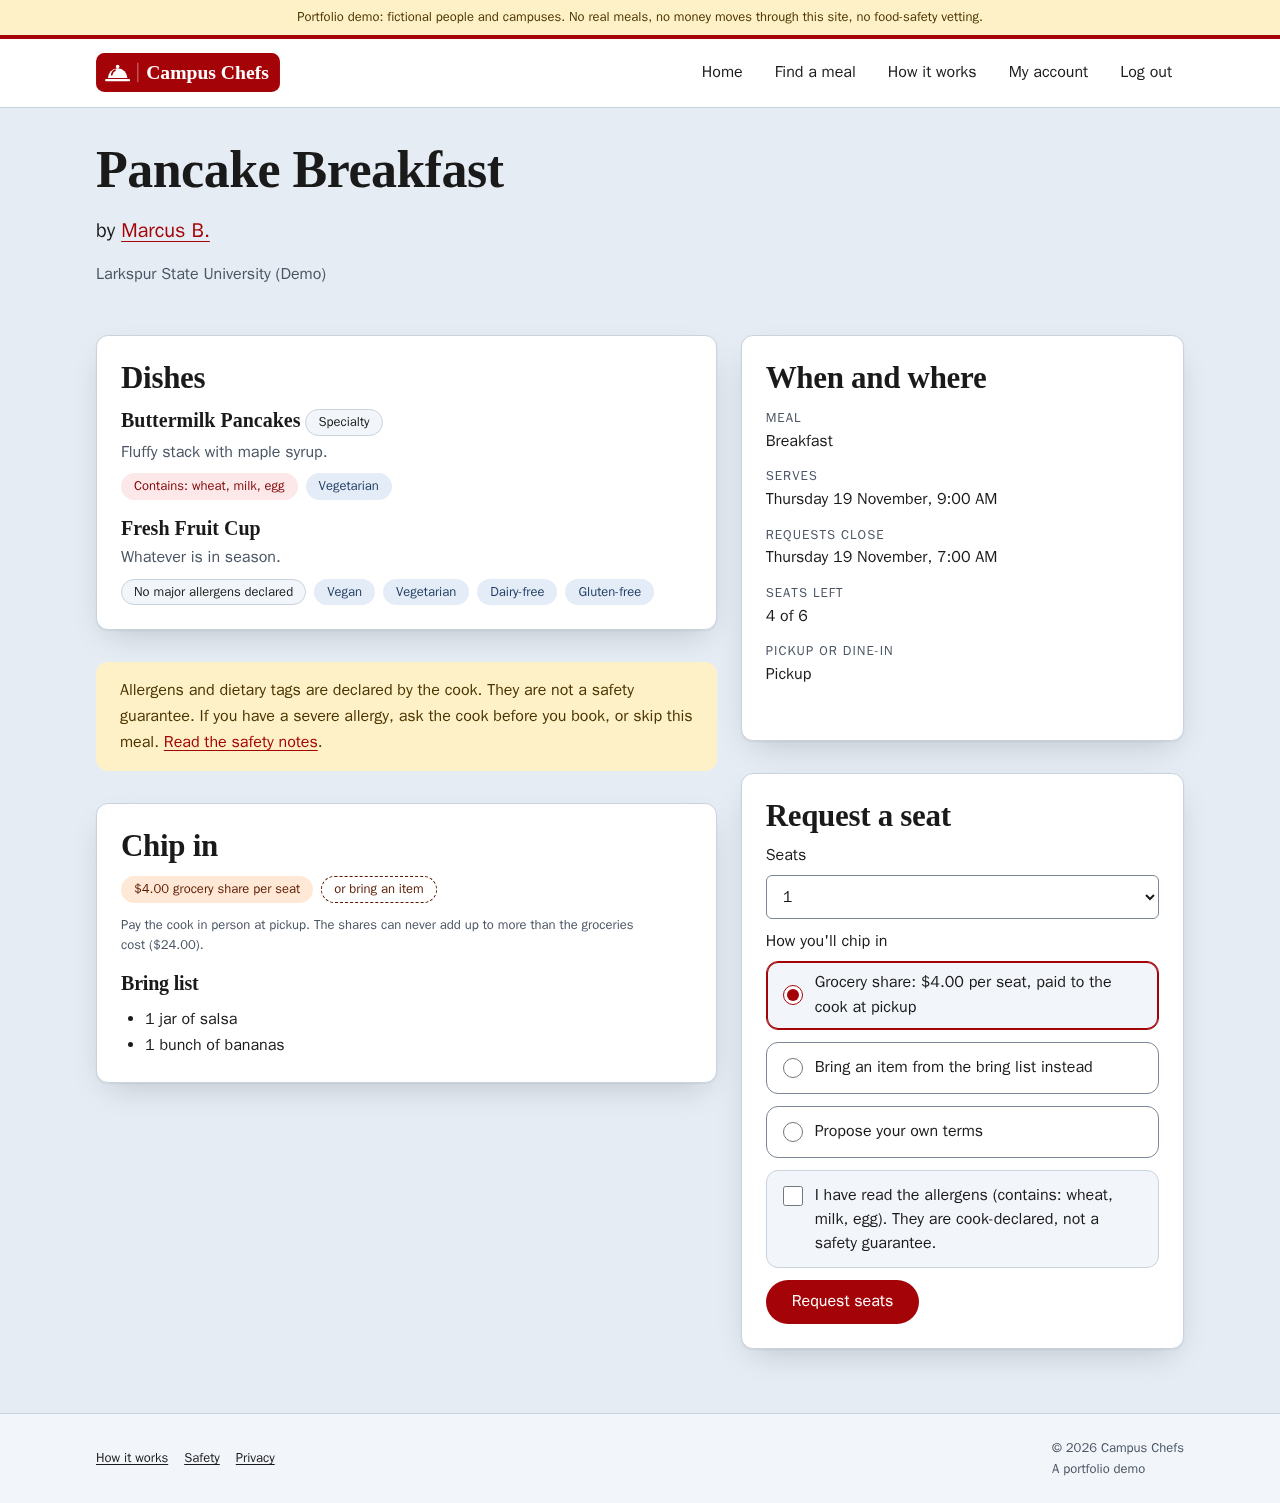 Portfolio demo: fictional people and campuses. No real meals, no money moves through this site, no food-safety vetting.
Campus Chefs
Home
Find a meal
How it works
My account
Log out
Pancake Breakfast
by Marcus B.
Larkspur State University (Demo)
Dishes
Buttermilk Pancakes Specialty
Fluffy stack with maple syrup.
Contains: wheat, milk, egg
Vegetarian
Fresh Fruit Cup
Whatever is in season.
No major allergens declared
Vegan
Vegetarian
Dairy-free
Gluten-free
Allergens and dietary tags are declared by the cook. They are not a safety
guarantee. If you have a severe allergy, ask the cook before you book, or skip this
meal. Read the safety notes.
Chip in
$4.00 grocery share per seat
or bring an item
Pay the cook in person at pickup. The shares can never add up to more than the groceries
cost ($24.00).
Bring list
1 jar of salsa
1 bunch of bananas
When and where
MEAL
Breakfast
SERVES
Thursday 19 November, 9:00 AM
REQUESTS CLOSE
Thursday 19 November, 7:00 AM
SEATS LEFT
4 of 6
PICKUP OR DINE-IN
Pickup
Request a seat
Seats
1
How you'll chip in
Grocery share: $4.00 per seat, paid to the
cook at pickup
Bring an item from the bring list instead
Propose your own terms
I have read the allergens (contains: wheat,
milk, egg). They are cook-declared, not a
safety guarantee.
Request seats
How it works
Safety
Privacy
© 2026 Campus Chefs
A portfolio demo